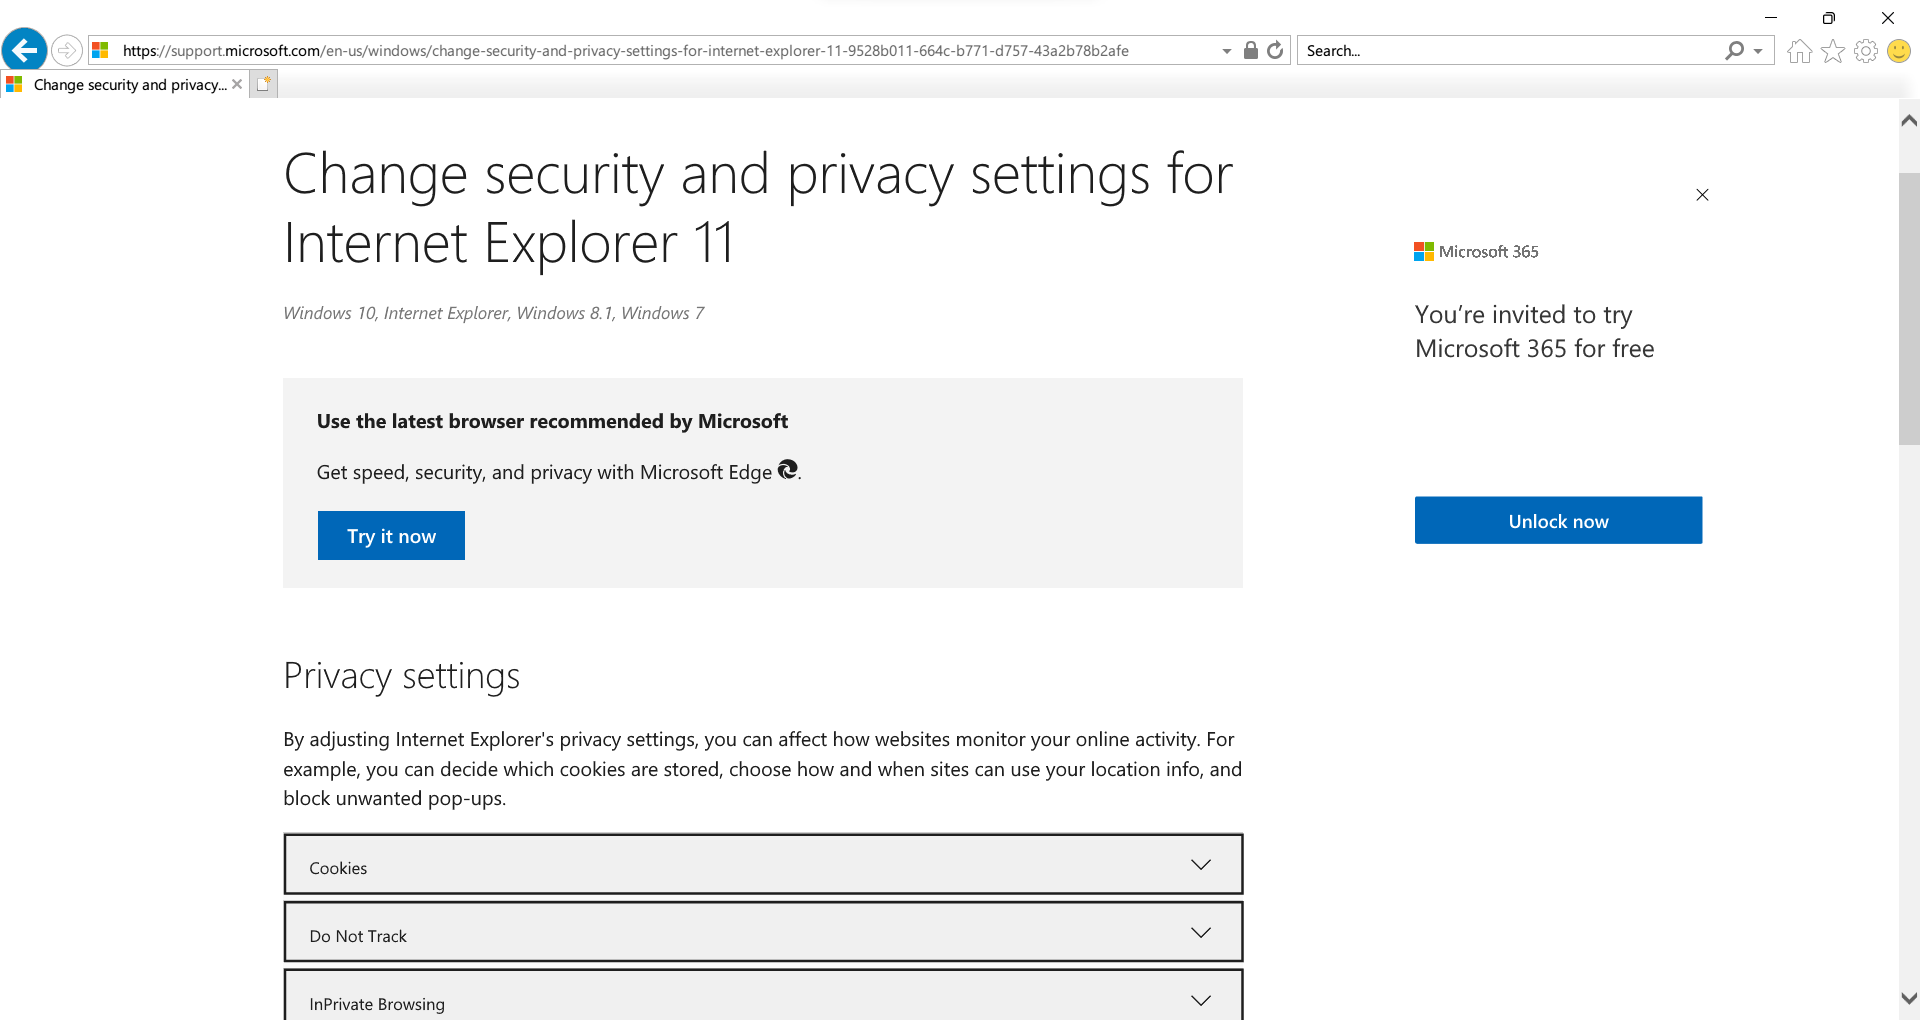 https://support.microsoft.com/en-us/windows/change-security-and-privacy-settings-for-internet-explorer-11-9528b011-664c-b771-d757-43a2b78b2afe
Search...
Change security and privacy...
Change security and privacy settings for
Internet Explorer 11
Windows 10, Internet Explorer, Windows 8.1, Windows 7
Use the latest browser recommended by Microsoft
Get speed, security, and privacy with Microsoft Edge .
Try it now
Microsoft 365
You’re invited to try
Microsoft 365 for free
Unlock now
Privacy settings
By adjusting Internet Explorer's privacy settings, you can affect how websites monitor your online activity. For
example, you can decide which cookies are stored, choose how and when sites can use your location info, and
block unwanted pop-ups.
Cookies
Do Not Track
InPrivate Browsing